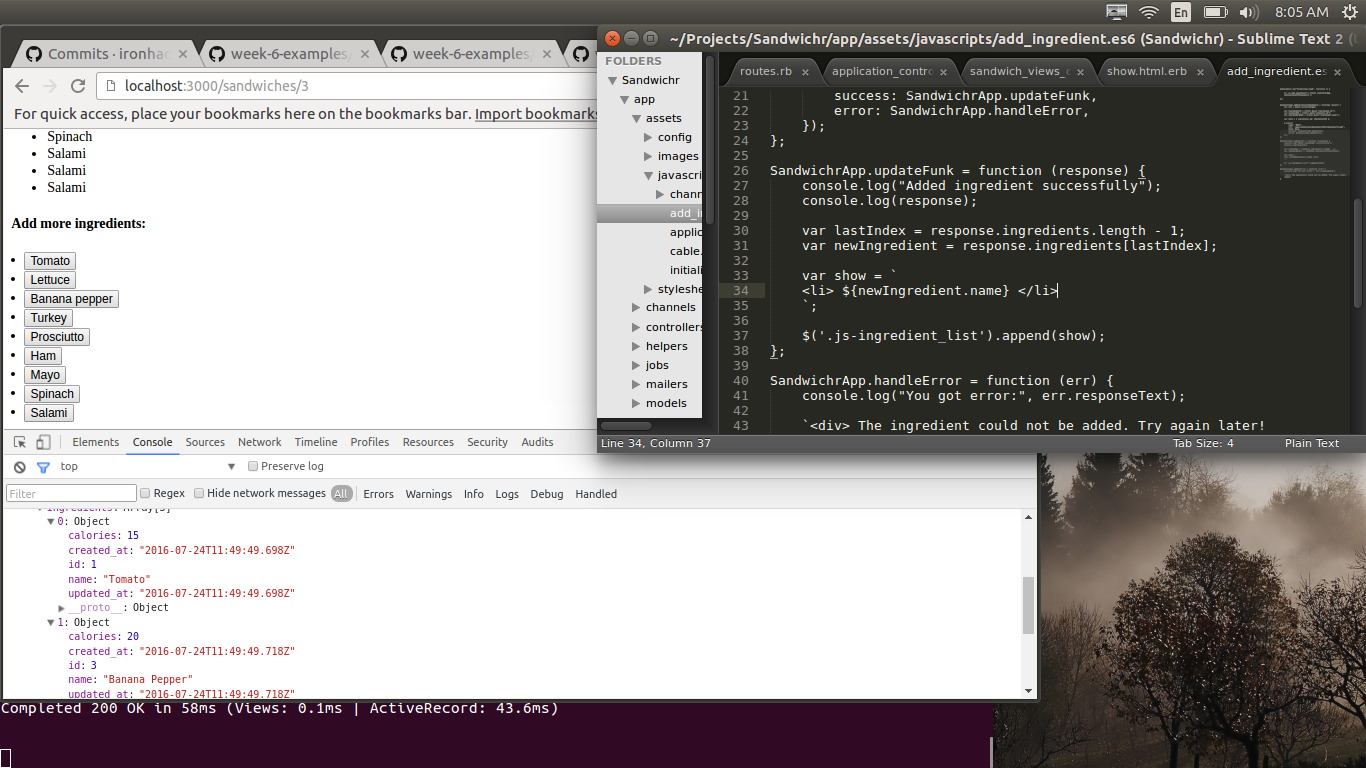 En
8:05 AM
Commits · ironhac
week-6-examples
week-6-examples
localhost:3000/sandwiches/3
For quick access, place your bookmarks here on the bookmarks bar. Import bookmarks
Spinach
Salami
Salami
Salami
Add more ingredients:
Tomato
Lettuce
Banana pepper
Turkey
Prosciutto
Ham
Mayo
Spinach
Salami
Elements Console Sources Network Timeline Profiles Resources Security Audits
top Preserve log
Filter Regex Hide network messages All Errors Warnings Info Logs Debug Handled
0: Object
calories: 15
created_at: "2016-07-24T11:49:49.698Z"
id: 1
name: "Tomato"
updated_at: "2016-07-24T11:49:49.698Z"
__proto__: Object
1: Object
calories: 20
created_at: "2016-07-24T11:49:49.718Z"
id: 3
name: "Banana Pepper"
updated_at: "2016-07-24T11:49:49.718Z"
Completed 200 OK in 58ms (Views: 0.1ms | ActiveRecord: 43.6ms)
~/Projects/Sandwichr/app/assets/javascripts/add_ingredient.es6 (Sandwichr) - Sublime Text 2 (
FOLDERS
Sandwichr
app
assets
config
images
javascri
chann
add_i
applic
cable.
initiali
styleshe
channels
controllers
helpers
jobs
mailers
models
routes.rb × application_contro × sandwich_views_c × show.html.erb × add_ingredient.es ×
21 success: SandwichrApp.updateFunk,
22 error: SandwichrApp.handleError,
23 });
24 };
25
26 SandwichrApp.updateFunk = function (response) {
27 console.log("Added ingredient successfully");
28 console.log(response);
29
30 var lastIndex = response.ingredients.length - 1;
31 var newIngredient = response.ingredients[lastIndex];
32
33 var show = `
34 <li> ${newIngredient.name} </li>
35 `;
36
37 $('.js-ingredient_list').append(show);
38 };
39
40 SandwichrApp.handleError = function (err) {
41 console.log("You got error:", err.responseText);
42
43 `<div> The ingredient could not be added. Try again later!
Line 34, Column 37 Tab Size: 4 Plain Text